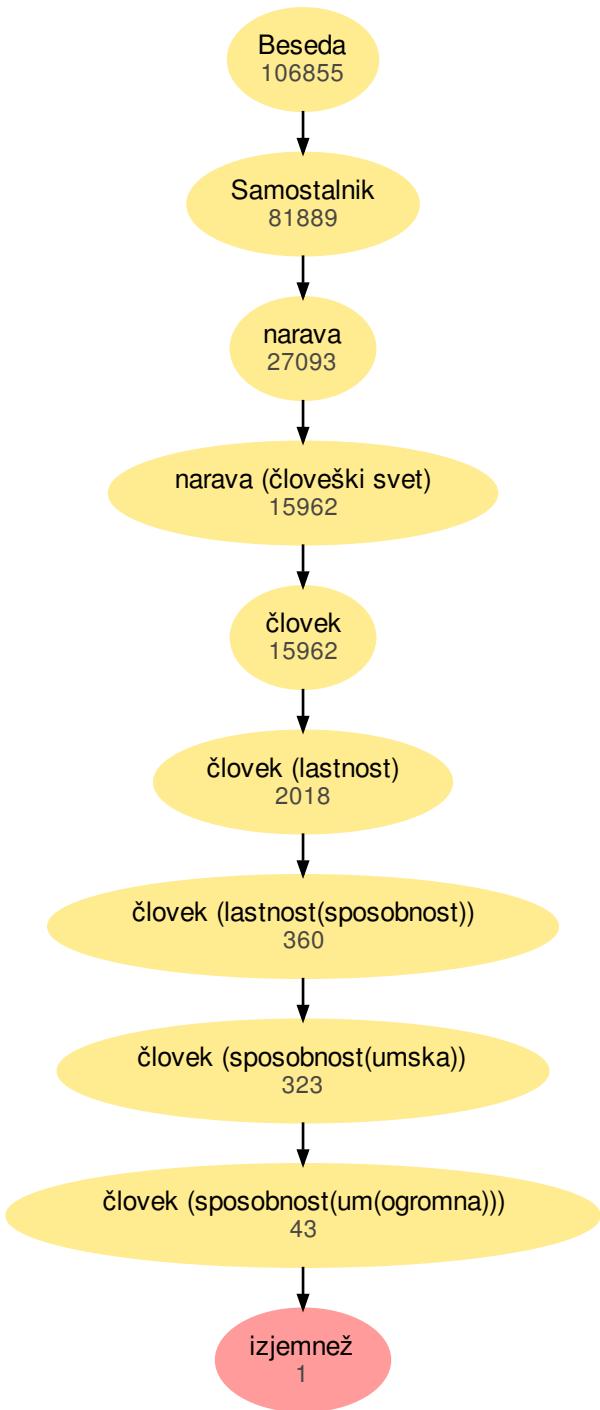 Beseda
106855
Samostalnik
81889
narava
27093
narava (človeški svet)
15962
človek
15962
človek (lastnost)
2018
človek (lastnost(sposobnost))
360
človek (sposobnost(umska))
323
človek (sposobnost(um(ogromna)))
43
izjemnež
1